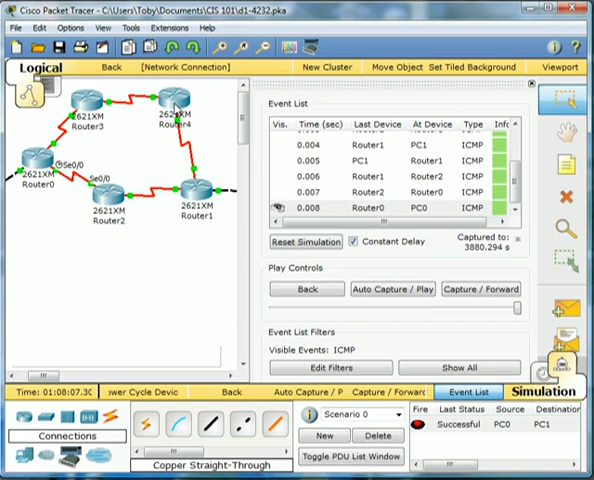 Cisco Packet Tracer - C:\Users\Toby\Documents\CIS 101\d1-4232.pka
File Edit Options View Tools Extensions Help
Logical Back [Network Connection] New Cluster Move Object Set Tiled Background Viewport
2621XM
Router3
2621XM
Router4
2621XM
Router0
Se0/0
Se0/0
2621XM
Router2
2621XM
Router1
Event List
Vis. Time (sec) Last Device At Device Type Info
0.004 Router1 PC1 ICMP
0.005 PC1 Router1 ICMP
0.006 Router1 Router2 ICMP
0.007 Router2 Router0 ICMP
0.008 Router0 PC0 ICMP
Reset Simulation Constant Delay Captured to: *
3880.294 s
Play Controls
Back Auto Capture / Play Capture / Forward
Event List Filters
Visible Events: ICMP
Edit Filters Show All
Time: 01:08:07.30 wer Cycle Devic Back Auto Capture / P Capture / Forward Event List Simulation
Connections
Copper Straight-Through
Scenario 0
New Delete
Toggle PDU List Window
Fire Last Status Source Destination
Successful PC0 PC1